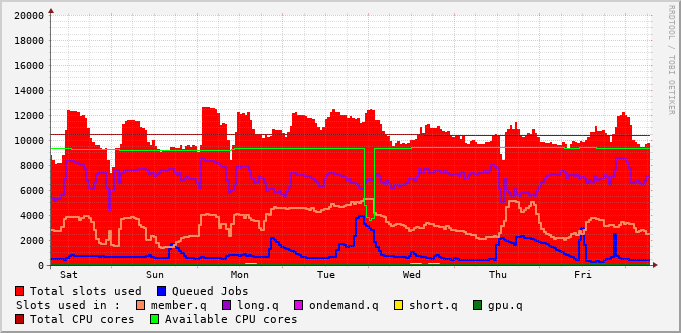 20000
18000
16000
14000
12000
10000
8000
6000
4000
2000
0
Sat Sun Mon Tue Wed Thu Fri
Total slots used Queued Jobs
Slots used in : member.q long.q ondemand.q short.q gpu.q
Total CPU cores Available CPU cores
RRDTOOL / TOBI OETIKER